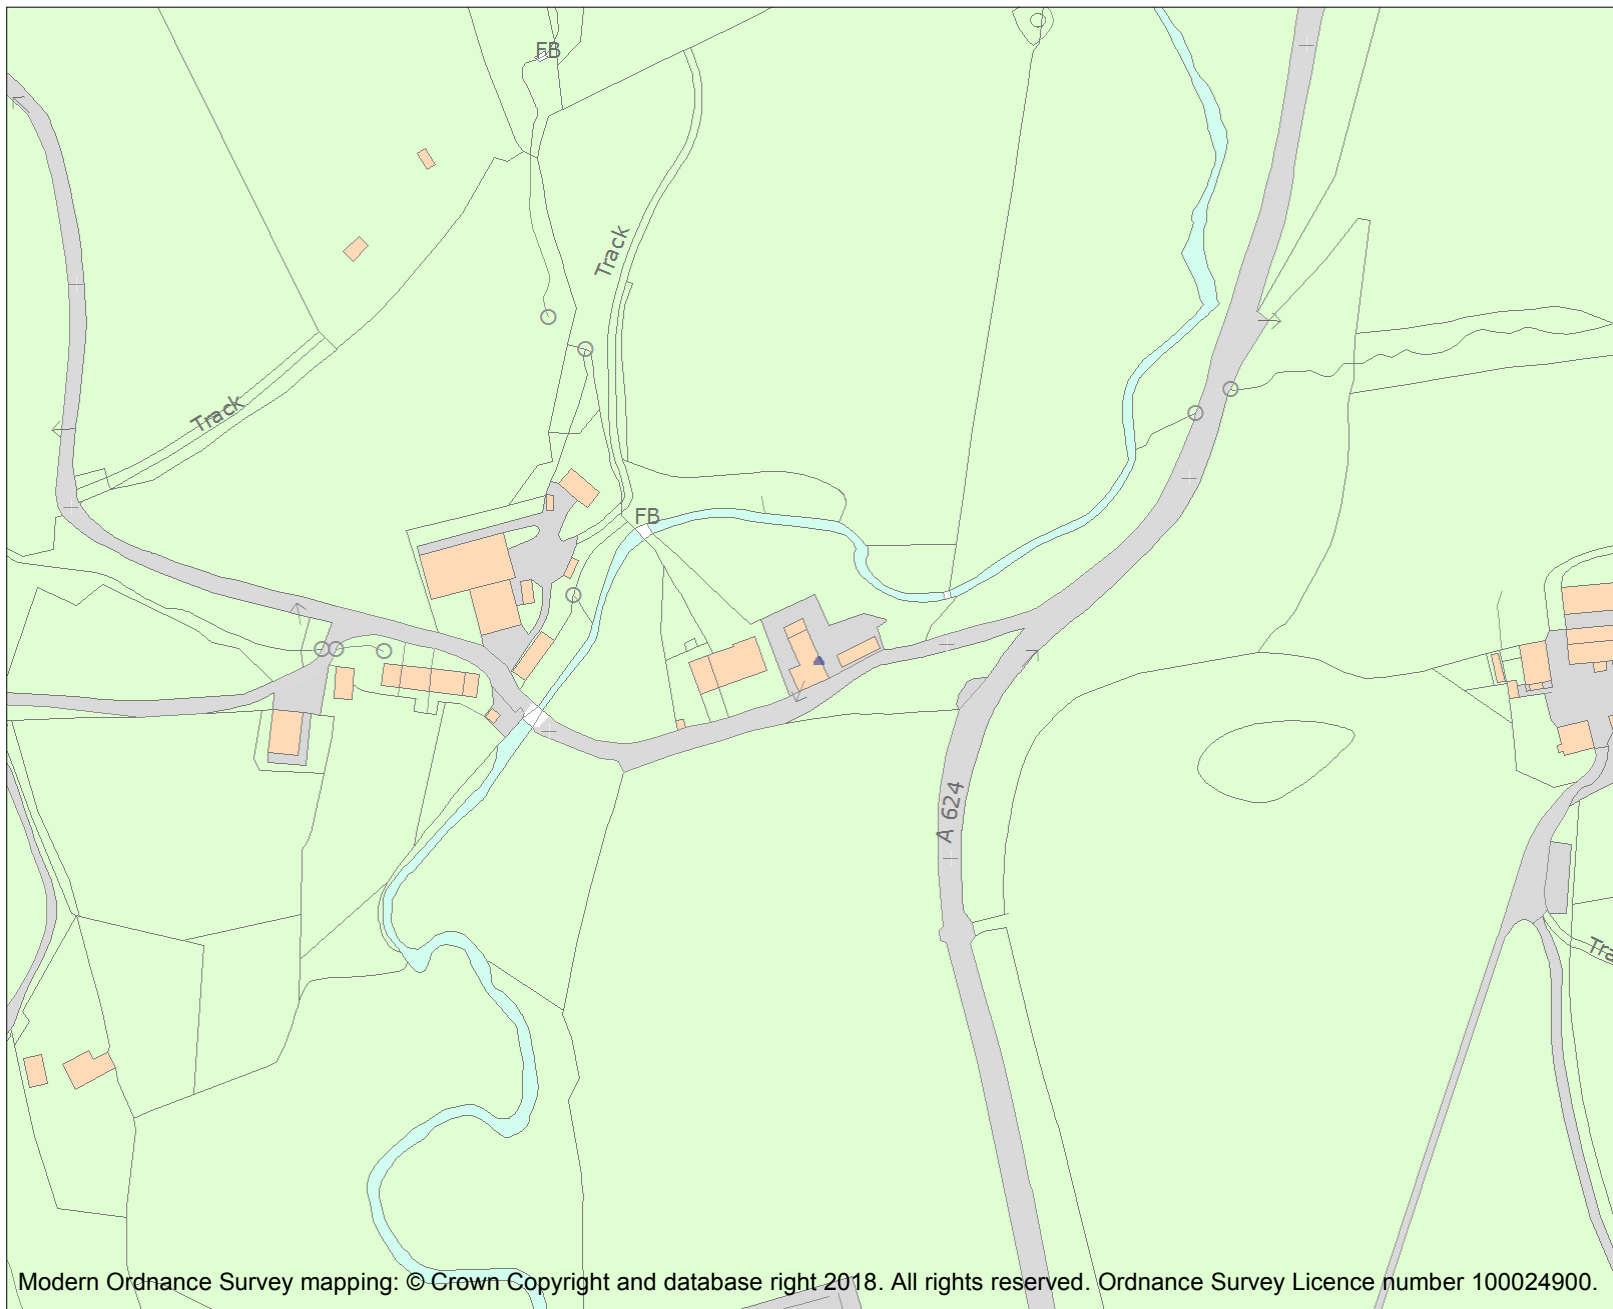 FB
Track
Track
FB
A 624
Tra
Modern Ordnance Survey mapping: © Crown Copyright and database right 2018. All rights reserved. Ordnance Survey Licence number 100024900.